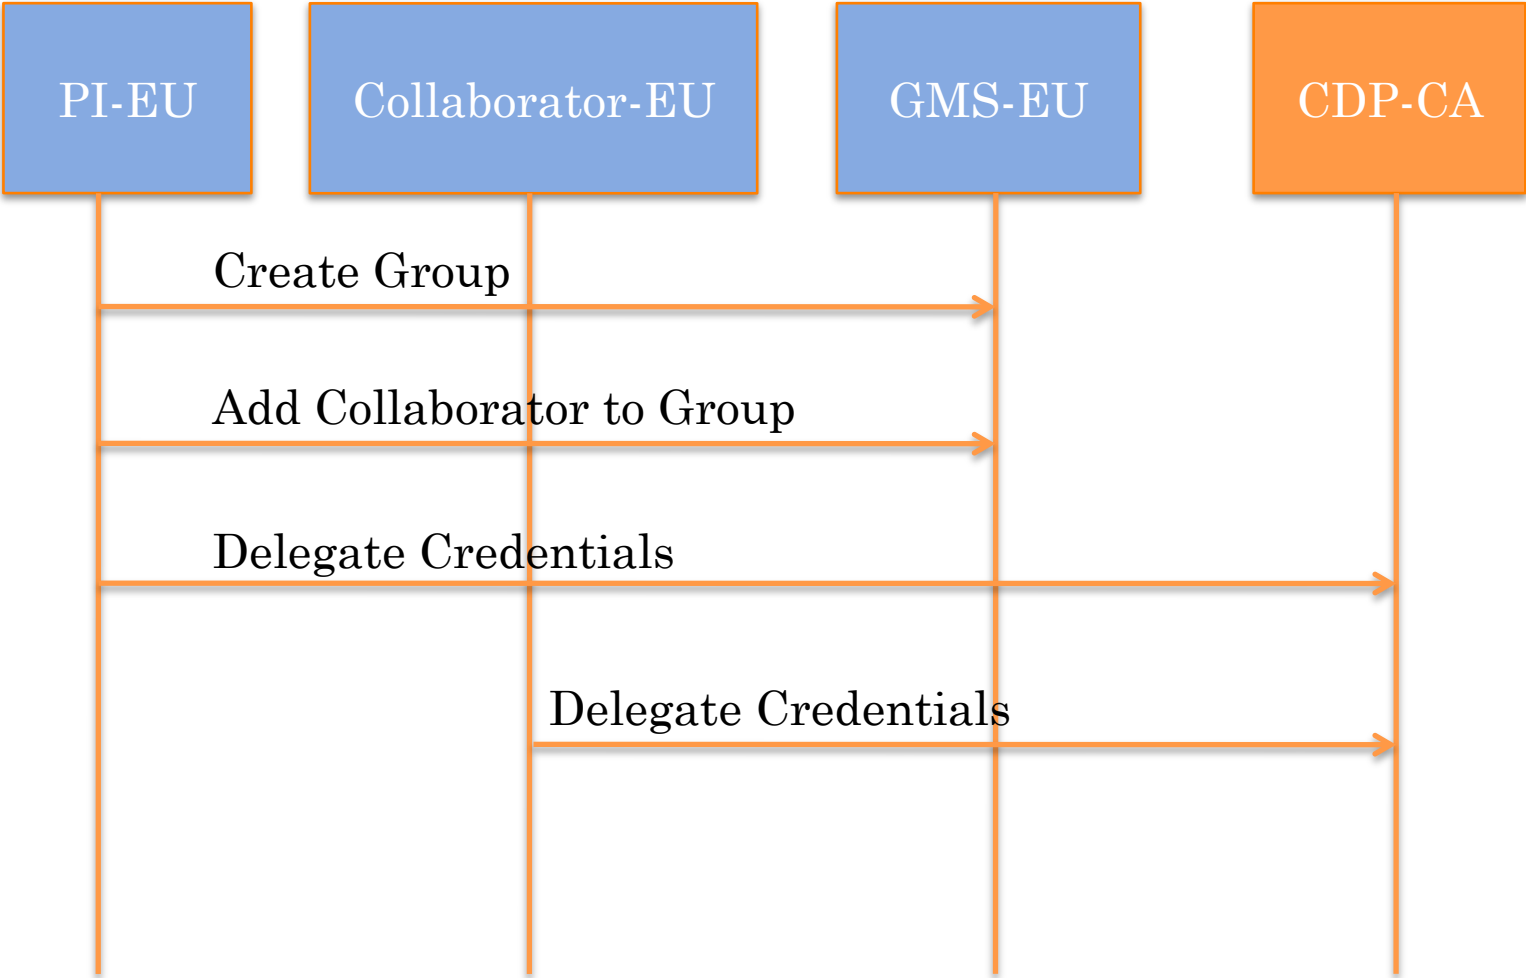 PI-EU
Collaborator-EU
GMS-EU
CDP-CA
Create Group
Add Collaborator to Group
Delegate Credentials
Delegate Credentials